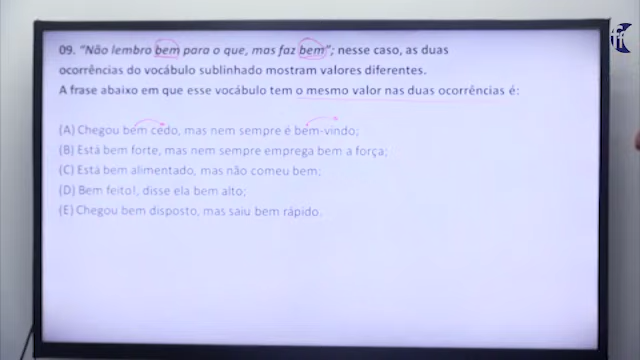 09. "Não lembro bem para o que, mas faz bem"; nesse caso, as duas
ocorrências do vocábulo sublinhado mostram valores diferentes.
A frase abaixo em que esse vocábulo tem o mesmo valor nas duas ocorrências é:
(A) Chegou bem cedo, mas nem sempre é bem-vindo;
(B) Está bem forte, mas nem sempre emprega bem a força;
(C) Está bem alimentado, mas não comeu bem;
(D) Bem feito!, disse ela bem alto;
(E) Chegou bem disposto, mas saiu bem rápido.